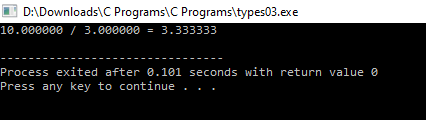 D:\Downloads\C Programs\C Programs\types03.exe
10.000000 / 3.000000 = 3.333333
--------------------------------
Process exited after 0.101 seconds with return value 0
Press any key to continue . . .